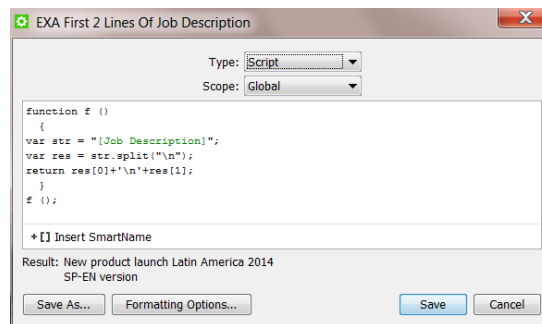 EXA First 2 Lines Of Job Description
Type: Script
Scope: Global
function f ()
{
var str = "[Job Description]";
var res = str.split("\n");
return res[0]+'\n'+res[1];
}
f ();
+[] Insert SmartName
Result: New product launch Latin America 2014
SP-EN version
Save As... Formatting Options... Save Cancel